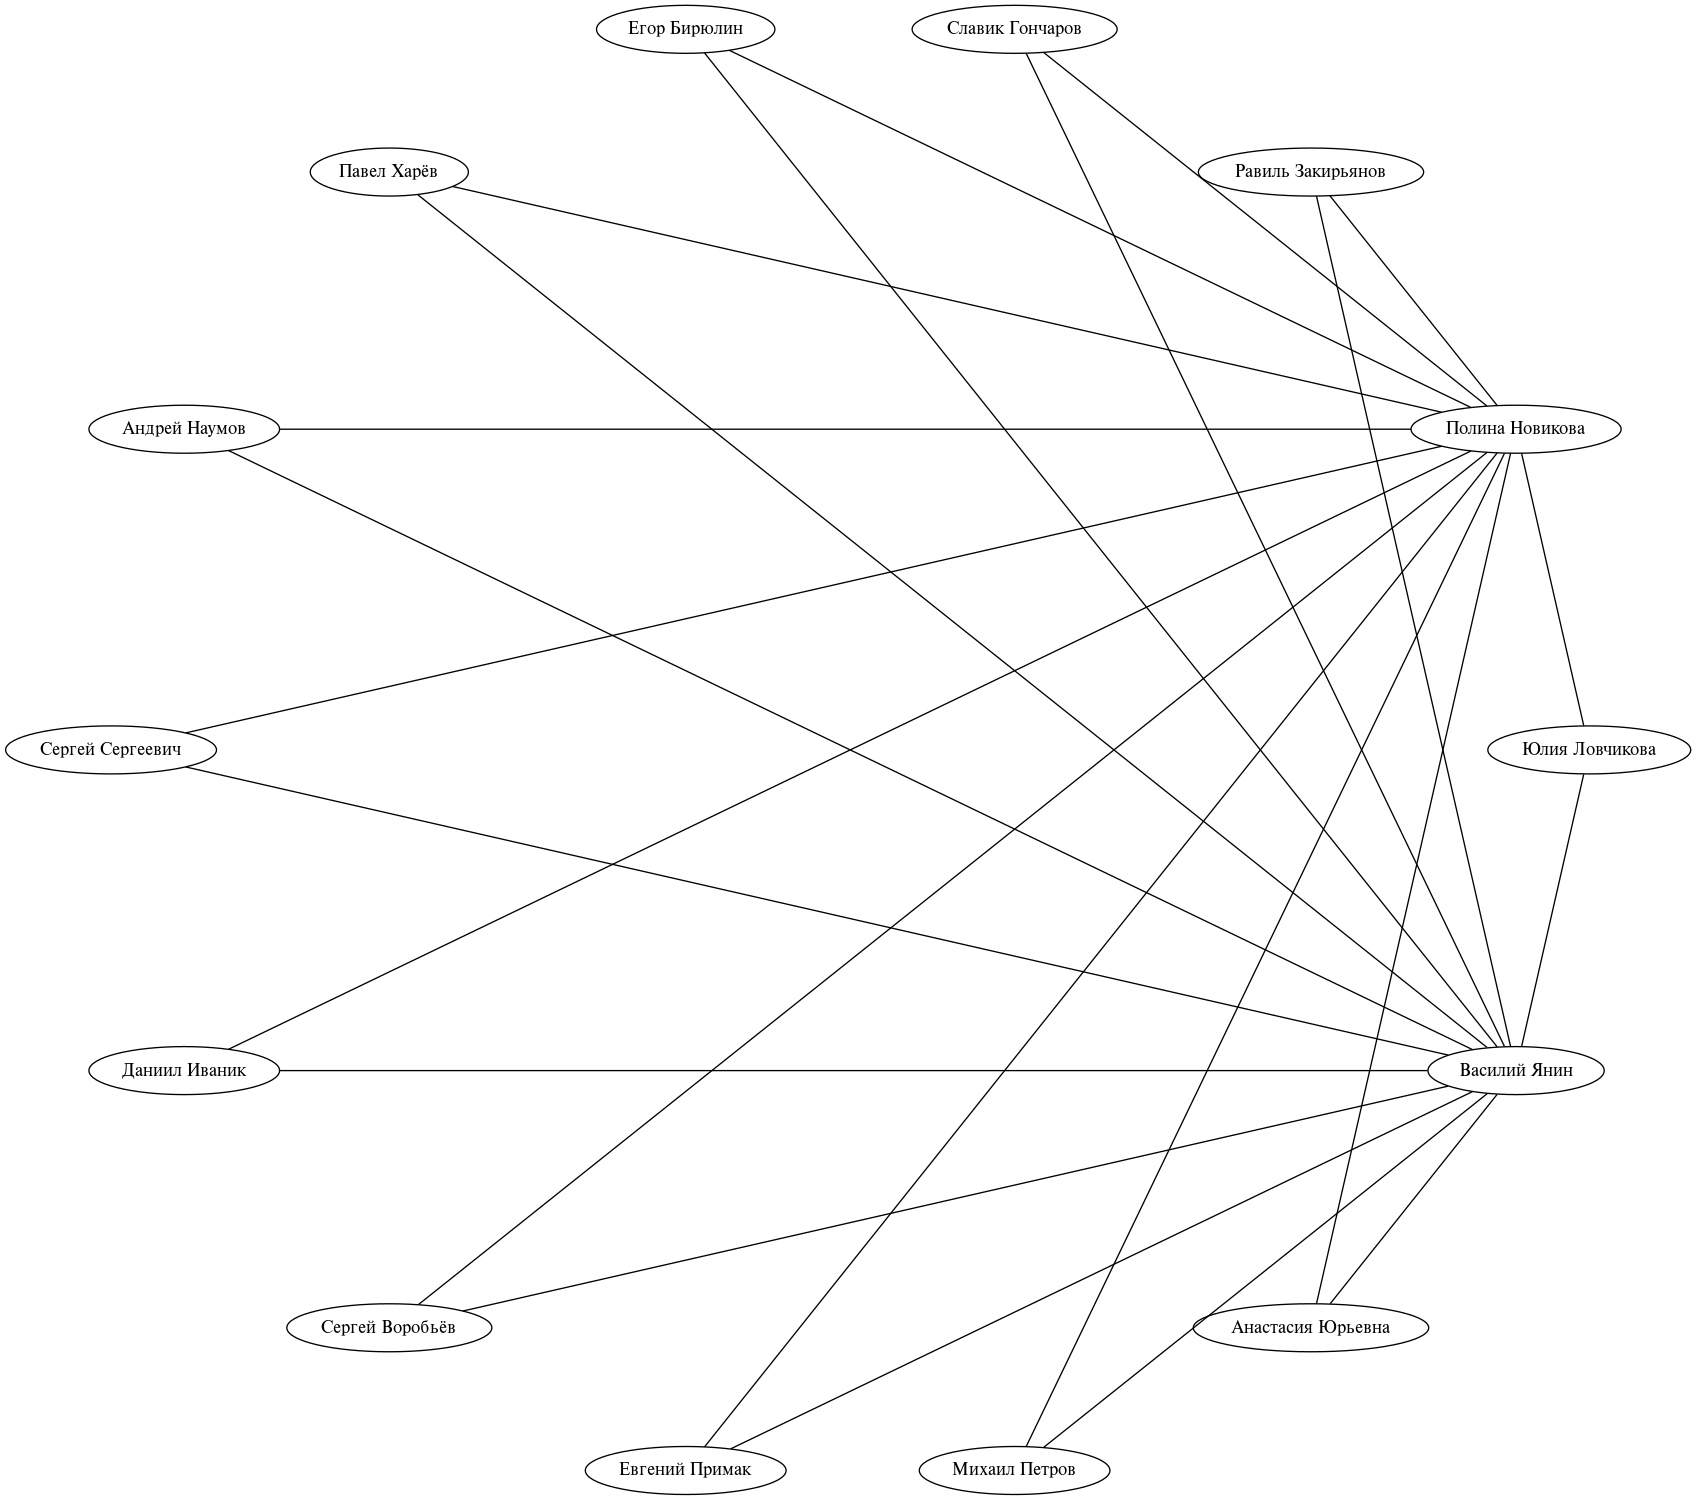 Егор Бирюлин
Славик Гончаров
Павел Харёв
Равиль Закирьянов
Андрей Наумов
Полина Новикова
Сергей Сергеевич
Юлия Ловчикова
Даниил Иваник
Василий Янин
Сергей Воробьёв
Анастасия Юрьевна
Евгений Примак
Михаил Петров